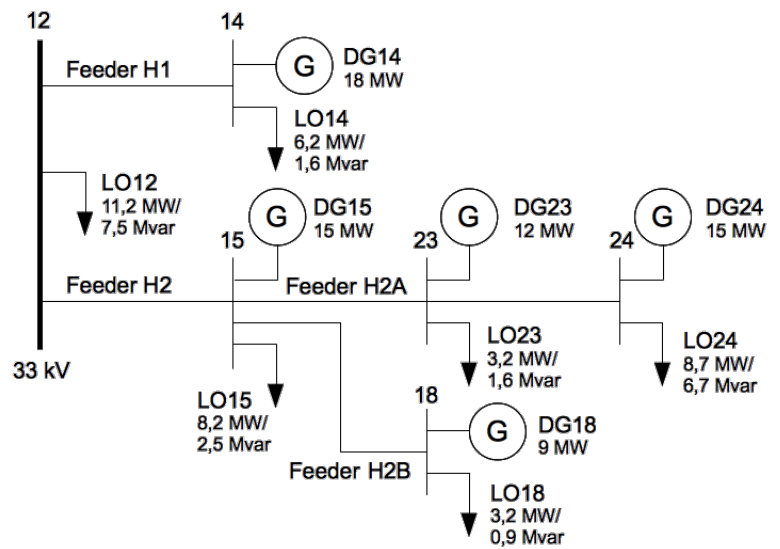 12
14
Feeder H1
G
DG14
18 MW
LO14
6,2 MW/
1,6 Mvar
LO12
11,2 MW/
7,5 Mvar
G
DG15
15 MW
15
G
DG23
12 MW
23
G
DG24
15 MW
24
Feeder H2
Feeder H2A
33 kV
LO15
8,2 MW/
2,5 Mvar
LO23
3,2 MW/
1,6 Mvar
LO24
8,7 MW/
6,7 Mvar
18
G
DG18
9 MW
Feeder H2B
LO18
3,2 MW/
0,9 Mvar